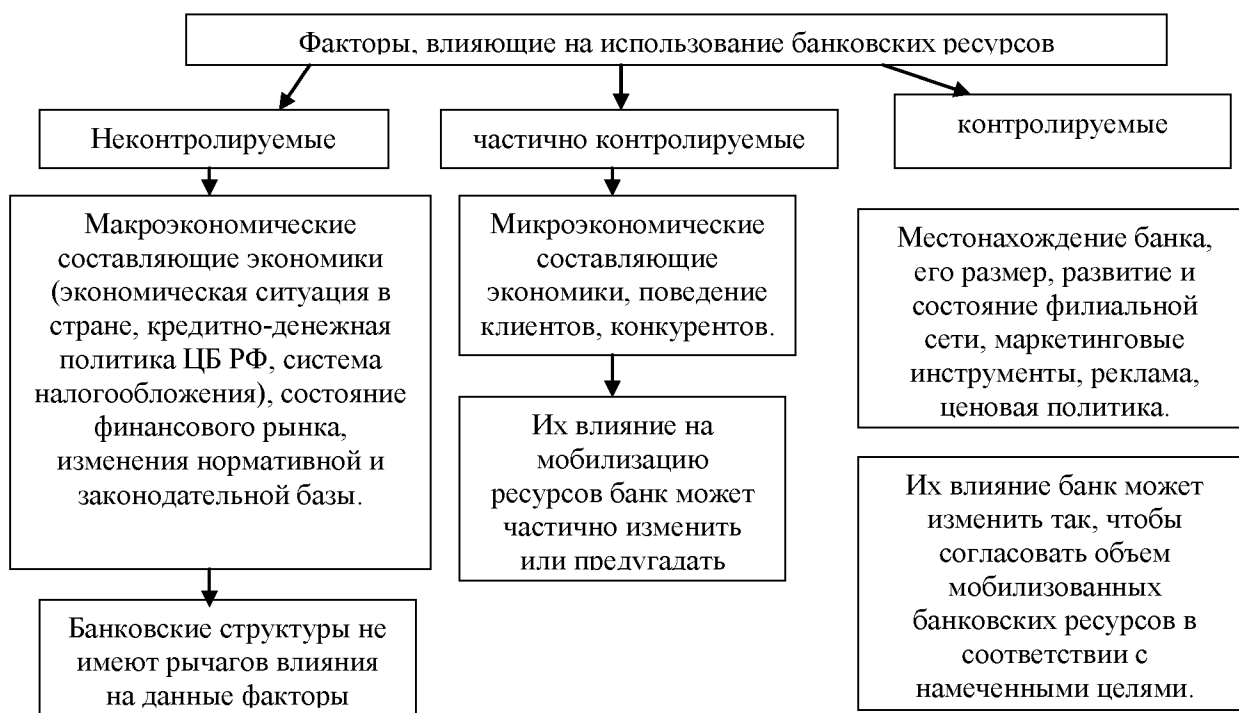 Факторы, влияющие на использование банковских ресурсов
Неконтролируемые
частично контролируемые
контролируемые
Макроэкономические
составляющие экономики
(экономическая ситуация в
стране, кредитно-денежная
политика ЦБ РФ, система
налогообложения), состояние
финансового рынка,
изменения нормативной и
законодательной базы.
Банковские структуры не
имеют рычагов влияния
на данные факторы
Микроэкономические
составляющие
экономики, поведение
клиентов, конкурентов.
Их влияние на
мобилизацию
ресурсов банк может
частично изменить
или предугадать
Местонахождение банка,
его размер, развитие и
состояние филиальной
сети, маркетинговые
инструменты, реклама,
ценовая политика.
Их влияние банк может
изменить так, чтобы
согласовать объем
мобилизованных
банковских ресурсов в
соответствии с
намеченными целями.